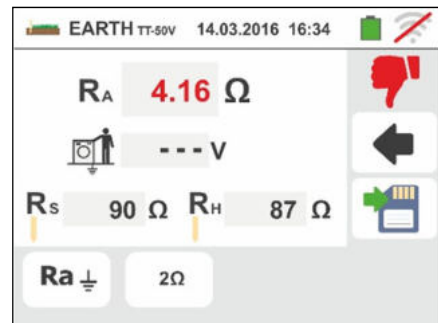 EARTH TT-50V 14.03.2016 16:34
RA 4.16 Ω
- - - V
RS 90 Ω RH 87 Ω
Ra 2Ω